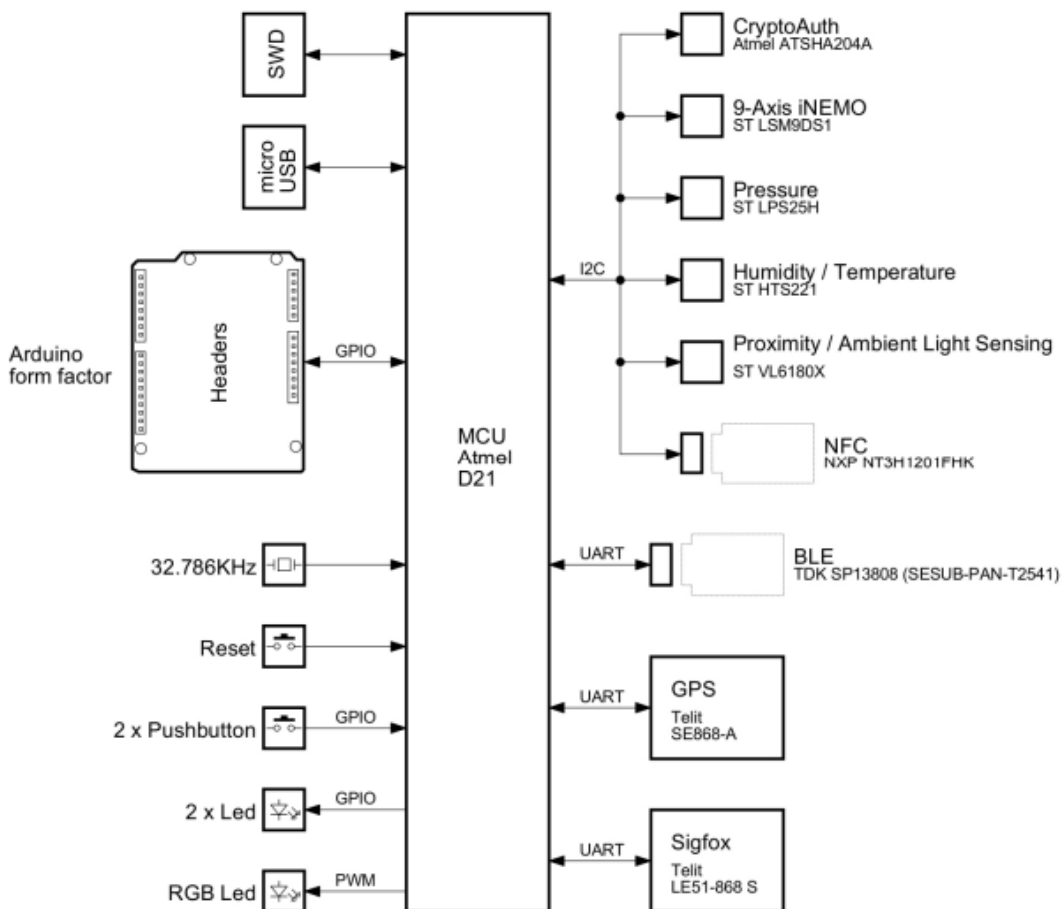 SWD
micro
USB
Arduino
form factor
Headers
GPIO
32.786KHz
Reset
2 x Pushbutton
GPIO
2 x Led
GPIO
RGB Led
PWM
MCU
Atmel
D21
I2C
CryptoAuth
Atmel ATSHA204A
9-Axis iNEMO
ST LSM9DS1
Pressure
ST LPS25H
Humidity / Temperature
ST HTS221
Proximity / Ambient Light Sensing
ST VL6180X
NFC
NXP NT3H1201FHK
UART
BLE
TDK SP13808 (SESUB-PAN-T2541)
UART
GPS
Telit
SE868-A
UART
Sigfox
Telit
LE51-868 S